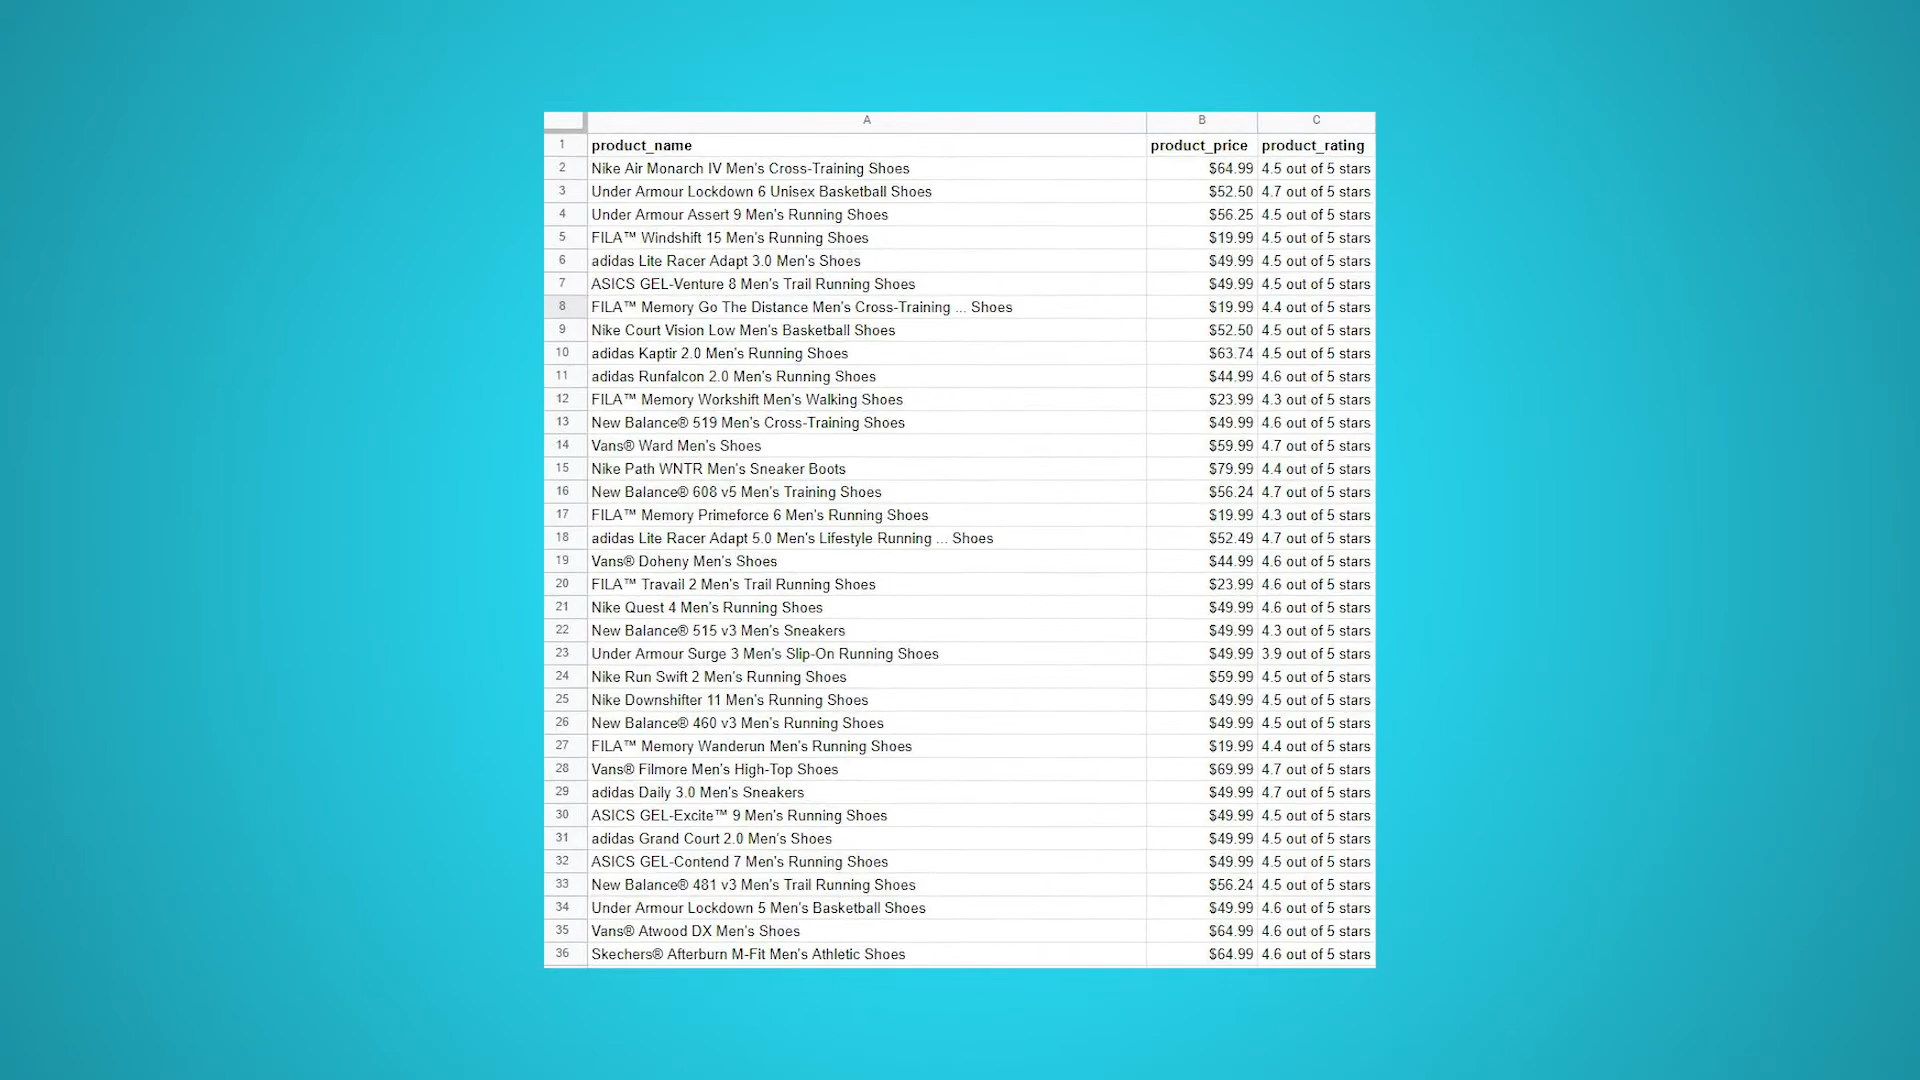 A B C
1 product_name product_price product_rating
2 Nike Air Monarch IV Men's Cross-Training Shoes $64.99 4.5 out of 5 stars
3 Under Armour Lockdown 6 Unisex Basketball Shoes $52.50 4.7 out of 5 stars
4 Under Armour Assert 9 Men's Running Shoes $56.25 4.5 out of 5 stars
5 FILA™ Windshift 15 Men's Running Shoes $19.99 4.5 out of 5 stars
6 adidas Lite Racer Adapt 3.0 Men's Shoes $49.99 4.5 out of 5 stars
7 ASICS GEL-Venture 8 Men's Trail Running Shoes $49.99 4.5 out of 5 stars
8 FILA™ Memory Go The Distance Men's Cross-Training ... Shoes $19.99 4.4 out of 5 stars
9 Nike Court Vision Low Men's Basketball Shoes $52.50 4.5 out of 5 stars
10 adidas Kaptir 2.0 Men's Running Shoes $63.74 4.5 out of 5 stars
11 adidas Runfalcon 2.0 Men's Running Shoes $44.99 4.6 out of 5 stars
12 FILA™ Memory Workshift Men's Walking Shoes $23.99 4.3 out of 5 stars
13 New Balance® 519 Men's Cross-Training Shoes $49.99 4.6 out of 5 stars
14 Vans® Ward Men's Shoes $59.99 4.7 out of 5 stars
15 Nike Path WNTR Men's Sneaker Boots $79.99 4.4 out of 5 stars
16 New Balance® 608 v5 Men's Training Shoes $56.24 4.7 out of 5 stars
17 FILA™ Memory Primeforce 6 Men's Running Shoes $19.99 4.3 out of 5 stars
18 adidas Lite Racer Adapt 5.0 Men's Lifestyle Running ... Shoes $52.49 4.7 out of 5 stars
19 Vans® Doheny Men's Shoes $44.99 4.6 out of 5 stars
20 FILA™ Travail 2 Men's Trail Running Shoes $23.99 4.6 out of 5 stars
21 Nike Quest 4 Men's Running Shoes $49.99 4.6 out of 5 stars
22 New Balance® 515 v3 Men's Sneakers $49.99 4.3 out of 5 stars
23 Under Armour Surge 3 Men's Slip-On Running Shoes $49.99 3.9 out of 5 stars
24 Nike Run Swift 2 Men's Running Shoes $59.99 4.5 out of 5 stars
25 Nike Downshifter 11 Men's Running Shoes $49.99 4.5 out of 5 stars
26 New Balance® 460 v3 Men's Running Shoes $49.99 4.5 out of 5 stars
27 FILA™ Memory Wanderun Men's Running Shoes $19.99 4.4 out of 5 stars
28 Vans® Filmore Men's High-Top Shoes $69.99 4.7 out of 5 stars
29 adidas Daily 3.0 Men's Sneakers $49.99 4.7 out of 5 stars
30 ASICS GEL-Excite™ 9 Men's Running Shoes $49.99 4.5 out of 5 stars
31 adidas Grand Court 2.0 Men's Shoes $49.99 4.5 out of 5 stars
32 ASICS GEL-Contend 7 Men's Running Shoes $49.99 4.5 out of 5 stars
33 New Balance® 481 v3 Men's Trail Running Shoes $56.24 4.5 out of 5 stars
34 Under Armour Lockdown 5 Men's Basketball Shoes $49.99 4.6 out of 5 stars
35 Vans® Atwood DX Men's Shoes $64.99 4.6 out of 5 stars
36 Skechers® Afterburn M-Fit Men's Athletic Shoes $64.99 4.6 out of 5 stars